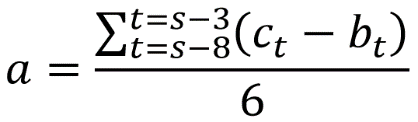 a = \frac{\sum_{t=s-8}^{t=s-3}(c_t - b_t)}{6}